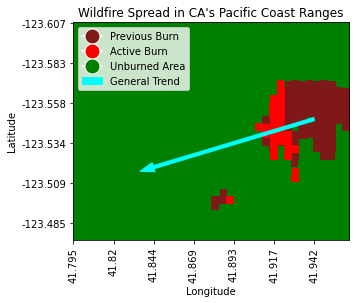 Wildfire Spread in CA's Pacific Coast Ranges
Previous Burn
Active Burn
Unburned Area
General Trend
Latitude
-123.607
-123.583
-123.558
-123.534
-123.509
-123.485
41.795
41.82
41.844
41.869
41.893
41.917
41.942
Longitude